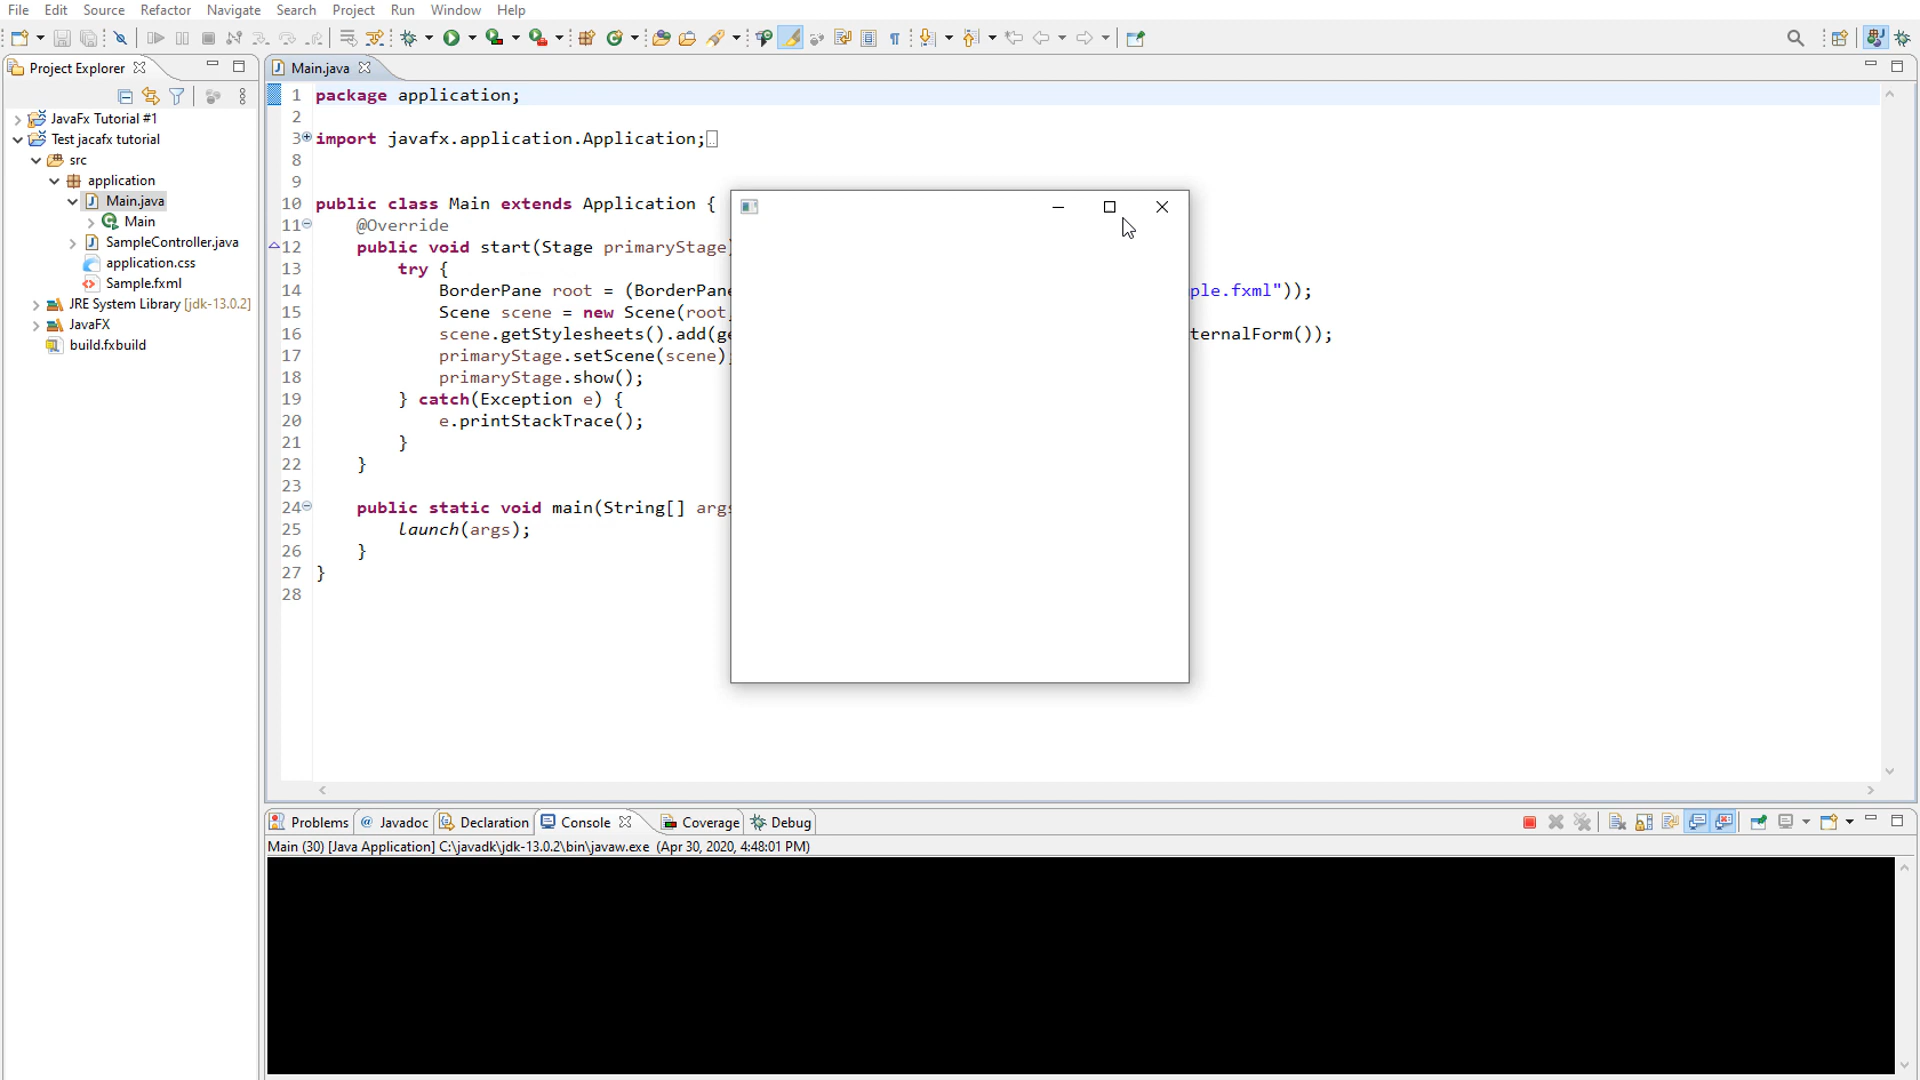 File Edit Source Refactor Navigate Search Project Run Window Help
Project Explorer
JavaFx Tutorial #1
Test jacafx tutorial
src
application
Main.java
Main
SampleController.java
application.css
Sample.fxml
JRE System Library [jdk-13.0.2]
JavaFX
build.fxbuild
Main.java
1 package application;
2
3 import javafx.application.Application;
8
9
10 public class Main extends Application {
11 @Override
12 public void start(Stage primaryStage)
13 try {
14 BorderPane root = (BorderPane ple.fxml"));
15 Scene scene = new Scene(root,
16 scene.getStylesheets().add(ge ternalForm());
17 primaryStage.setScene(scene);
18 primaryStage.show();
19 } catch(Exception e) {
20 e.printStackTrace();
21 }
22 }
23
24 public static void main(String[] args
25 launch(args);
26 }
27 }
28
Problems @ Javadoc Declaration Console Coverage Debug
Main (30) [Java Application] C:\javadk\jdk-13.0.2\bin\javaw.exe (Apr 30, 2020, 4:48:01 PM)